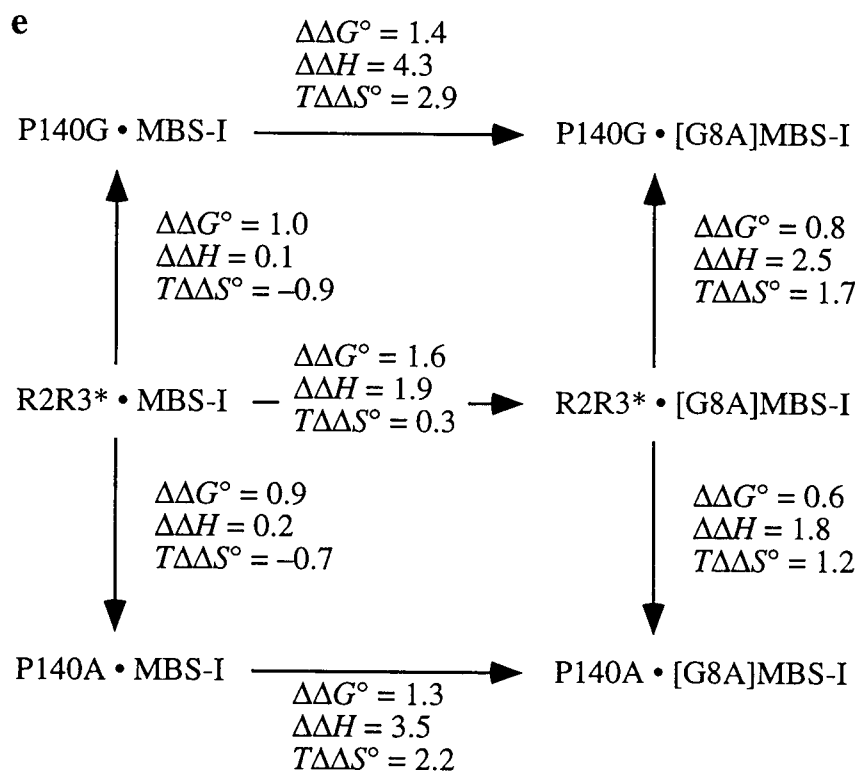 e
ΔΔG° = 1.4
ΔΔH = 4.3
TΔΔS° = 2.9
P140G • MBS-I
P140G • [G8A]MBS-I
ΔΔG° = 1.0
ΔΔH = 0.1
TΔΔS° = –0.9
ΔΔG° = 0.8
ΔΔH = 2.5
TΔΔS° = 1.7
R2R3* • MBS-I
ΔΔG° = 1.6
ΔΔH = 1.9
TΔΔS° = 0.3
R2R3* • [G8A]MBS-I
ΔΔG° = 0.9
ΔΔH = 0.2
TΔΔS° = –0.7
ΔΔG° = 0.6
ΔΔH = 1.8
TΔΔS° = 1.2
P140A • MBS-I
P140A • [G8A]MBS-I
ΔΔG° = 1.3
ΔΔH = 3.5
TΔΔS° = 2.2